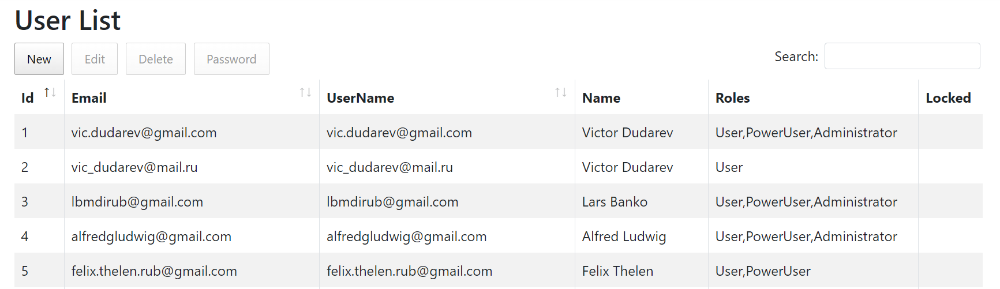 User List
New Edit Delete Password Search:
Id Email UserName Name Roles Locked
1 vic.dudarev@gmail.com vic.dudarev@gmail.com Victor Dudarev User,PowerUser,Administrator
2 vic_dudarev@mail.ru vic_dudarev@mail.ru Victor Dudarev User
3 lbmdirub@gmail.com lbmdirub@gmail.com Lars Banko User,PowerUser,Administrator
4 alfredgludwig@gmail.com alfredgludwig@gmail.com Alfred Ludwig User,PowerUser,Administrator
5 felix.thelen.rub@gmail.com felix.thelen.rub@gmail.com Felix Thelen User,PowerUser